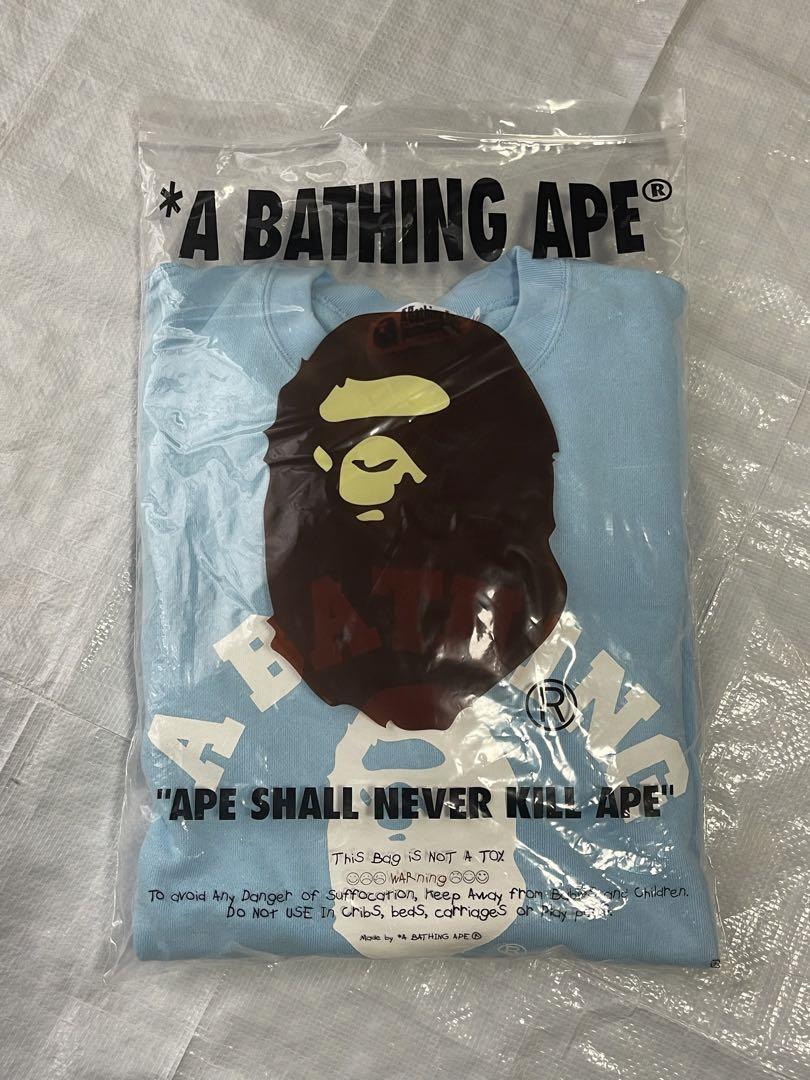 *A BATHING APE®
A BATHING
®
"APE SHALL NEVER KILL APE"
THiS Bag iS NOT A TOY
WARning
To avoid Any Danger of Suffocation, Keep Away from Babies and Children.
DO NOT USE In CribS, bedS, carriages or Play pens.
Made by *A BATHING APE®
®